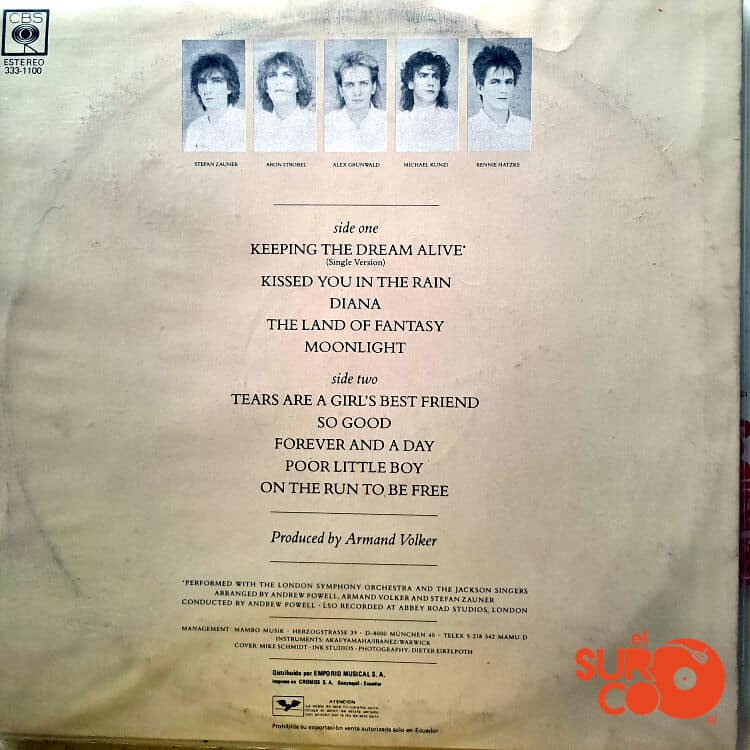 CBS
ESTEREO
333-1100
STEFAN ZAUNER
ARON STROBEL
ALEX GRÜNWALD
MICHAEL KUNZI
RENNIE HATZKE
side one
KEEPING THE DREAM ALIVE*
(Single Version)
KISSED YOU IN THE RAIN
DIANA
THE LAND OF FANTASY
MOONLIGHT
side two
TEARS ARE A GIRL'S BEST FRIEND
SO GOOD
FOREVER AND A DAY
POOR LITTLE BOY
ON THE RUN TO BE FREE
Produced by Armand Volker
*PERFORMED WITH THE LONDON SYMPHONY ORCHESTRA AND THE JACKSON SINGERS
ARRANGED BY ANDREW POWELL, ARMAND VOLKER AND STEFAN ZAUNER
CONDUCTED BY ANDREW POWELL · LSO RECORDED AT ABBEY ROAD STUDIOS, LONDON
MANAGEMENT: MAMBO MUSIK · HERZOGSTRASSE 39 · D-8000 MÜNCHEN 40 · TELEX 5 218 542 MAMU D
INSTRUMENTS: AKAI/YAMAHA/IBANEZ/WARWICK
COVER: MIKE SCHMIDT · INK STUDIOS · PHOTOGRAPHY: DIETER EIKELPOTH
Distribuido por EMPORIO MUSICAL S. A.
Impreso en CROMOS S. A. Guayaquil - Ecuador
ATENCION
Prohibida su exportación venta autorizada solo en Ecuador
el
SURCO